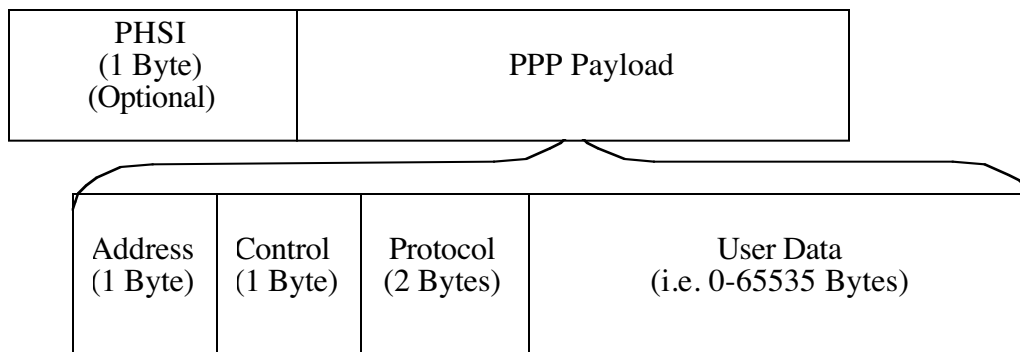 PHSI
(1 Byte)
(Optional)
PPP Payload
Address
(1 Byte)
Control
(1 Byte)
Protocol
(2 Bytes)
User Data
(i.e. 0-65535 Bytes)